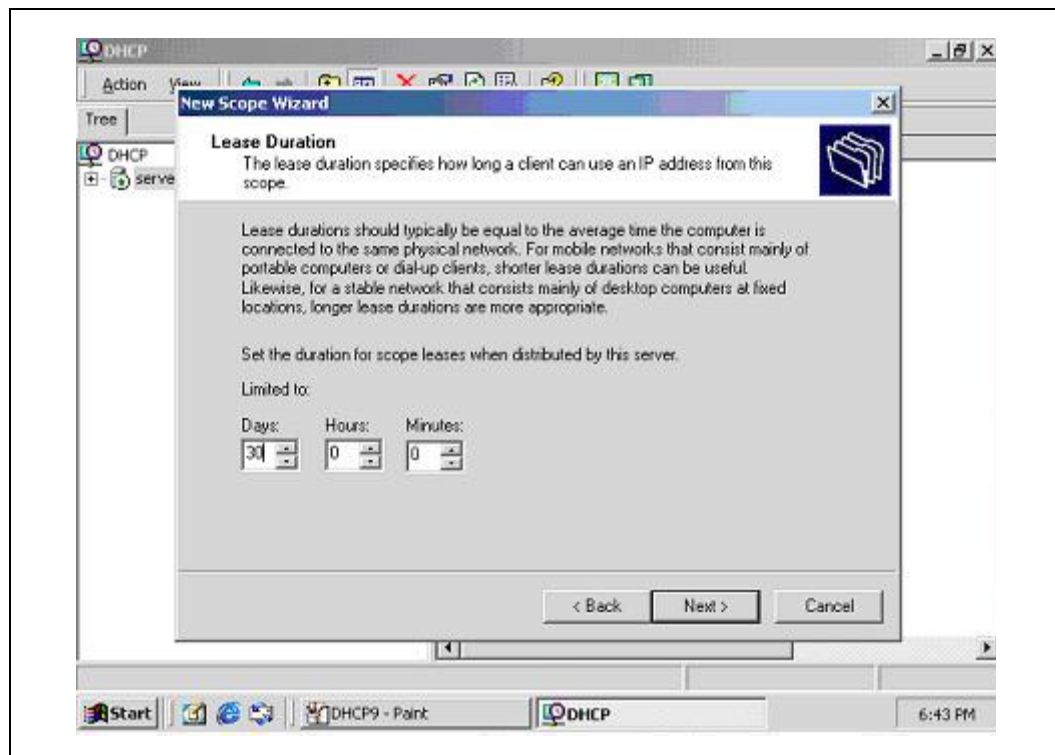 DHCP
Action View
New Scope Wizard
Tree
Lease Duration
The lease duration specifies how long a client can use an IP address from this
scope.
DHCP
serve
Lease durations should typically be equal to the average time the computer is
connected to the same physical network. For mobile networks that consist mainly of
portable computers or dial-up clients, shorter lease durations can be useful.
Likewise, for a stable network that consists mainly of desktop computers at fixed
locations, longer lease durations are more appropriate.
Set the duration for scope leases when distributed by this server.
Limited to:
Days: Hours: Minutes:
30 0 0
< Back Next > Cancel
Start DHCP9 - Paint DHCP 6:43 PM